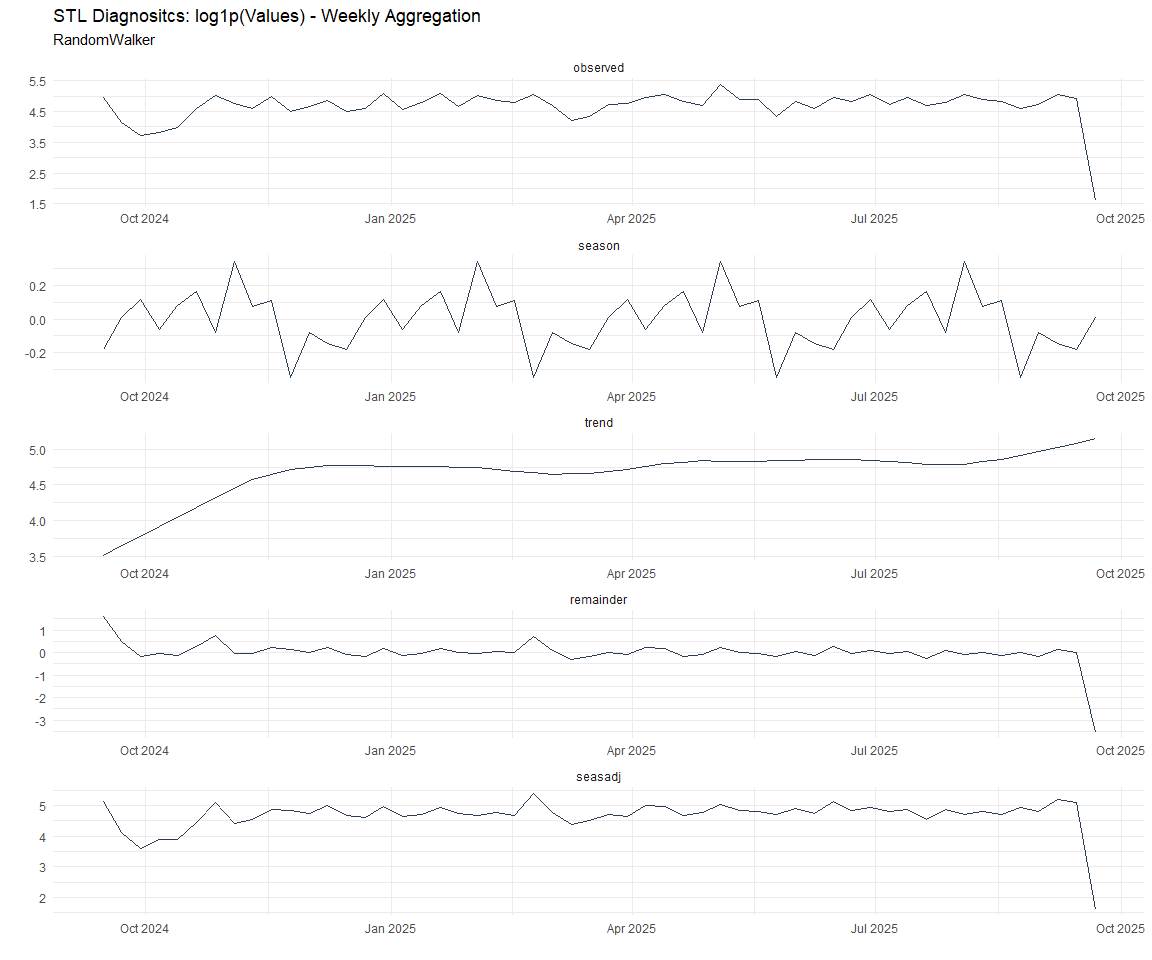 STL Diagnositcs: log1p(Values) - Weekly Aggregation
RandomWalker
observed
5.5
4.5
3.5
2.5
1.5
Oct 2024 Jan 2025 Apr 2025 Jul 2025 Oct 2025
season
0.2
0.0
-0.2
Oct 2024 Jan 2025 Apr 2025 Jul 2025 Oct 2025
trend
5.0
4.5
4.0
3.5
Oct 2024 Jan 2025 Apr 2025 Jul 2025 Oct 2025
remainder
1
0
-1
-2
-3
Oct 2024 Jan 2025 Apr 2025 Jul 2025 Oct 2025
seasadj
5
4
3
2
Oct 2024 Jan 2025 Apr 2025 Jul 2025 Oct 2025